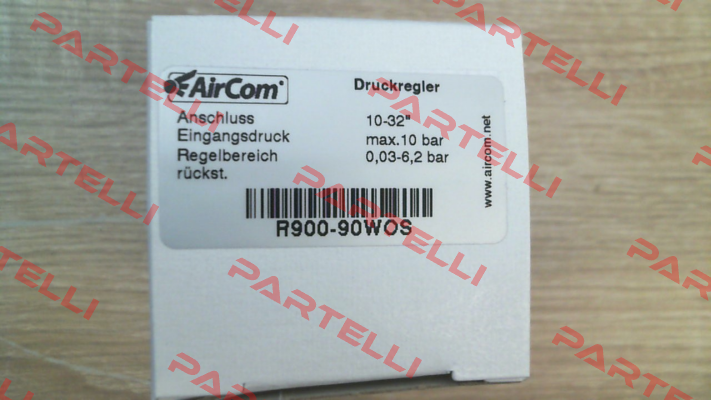 AirCom®
Druckregler
Anschluss 10-32"
Eingangsdruck max.10 bar
Regelbereich 0,03-6,2 bar
rückst.
www.aircom.net
R900-90WOS
PARTELLI
PARTELLI
PARTELLI
PARTELLI
PARTELLI
PARTELLI
PARTELLI
PARTELLI
PARTELLI